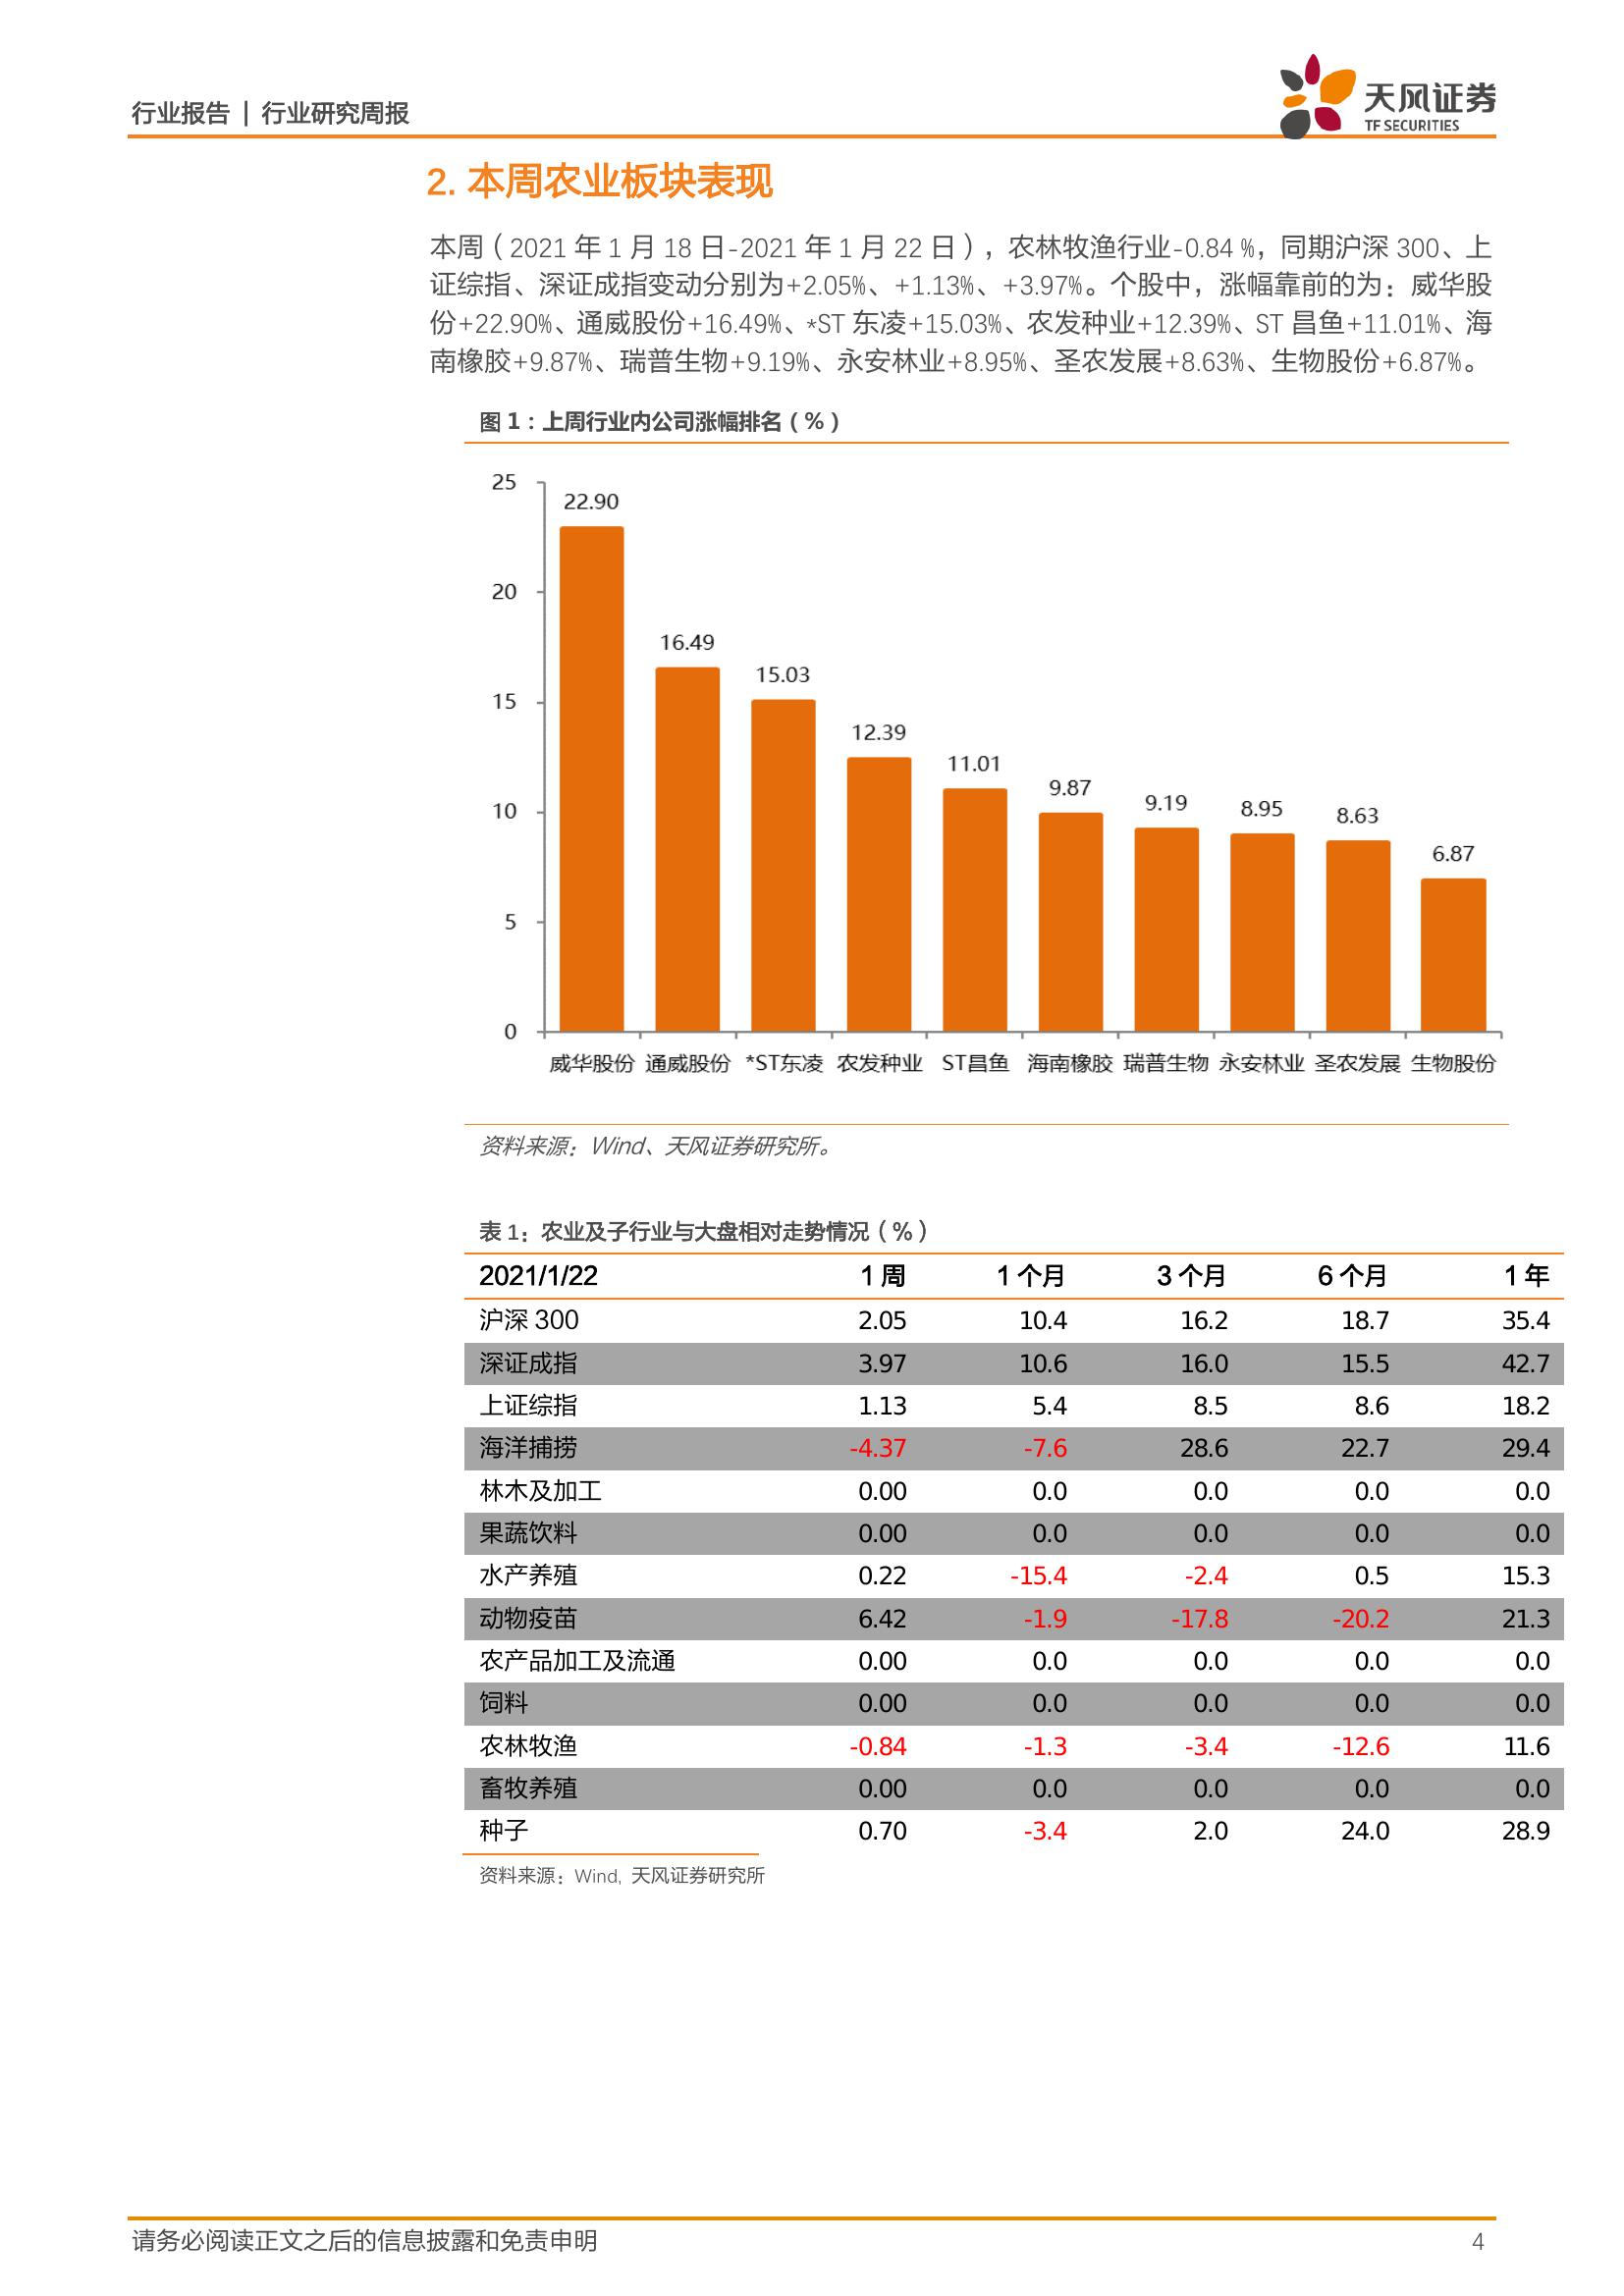 行业报告 | 行业研究周报
天风证券
TF SECURITIES
2. 本周农业板块表现
本周（2021 年 1 月 18 日-2021 年 1 月 22 日），农林牧渔行业-0.84 %，同期沪深 300、上
证综指、深证成指变动分别为+2.05%、+1.13%、+3.97%。个股中，涨幅靠前的为：威华股
份+22.90%、通威股份+16.49%、*ST 东凌+15.03%、农发种业+12.39%、ST 昌鱼+11.01%、海
南橡胶+9.87%、瑞普生物+9.19%、永安林业+8.95%、圣农发展+8.63%、生物股份+6.87%。
图 1：上周行业内公司涨幅排名（%）
25
20
15
10
5
0
22.90
16.49
15.03
12.39
11.01
9.87
9.19
8.95
8.63
6.87
威华股份 通威股份 *ST东凌 农发种业 ST昌鱼 海南橡胶 瑞普生物 永安林业 圣农发展 生物股份
资料来源：Wind、天风证券研究所。
表 1：农业及子行业与大盘相对走势情况（%）
2021/1/22 1 周 1 个月 3 个月 6 个月 1 年
沪深 300 2.05 10.4 16.2 18.7 35.4
深证成指 3.97 10.6 16.0 15.5 42.7
上证综指 1.13 5.4 8.5 8.6 18.2
海洋捕捞 -4.37 -7.6 28.6 22.7 29.4
林木及加工 0.00 0.0 0.0 0.0 0.0
果蔬饮料 0.00 0.0 0.0 0.0 0.0
水产养殖 0.22 -15.4 -2.4 0.5 15.3
动物疫苗 6.42 -1.9 -17.8 -20.2 21.3
农产品加工及流通 0.00 0.0 0.0 0.0 0.0
饲料 0.00 0.0 0.0 0.0 0.0
农林牧渔 -0.84 -1.3 -3.4 -12.6 11.6
畜牧养殖 0.00 0.0 0.0 0.0 0.0
种子 0.70 -3.4 2.0 24.0 28.9
资料来源：Wind, 天风证券研究所
请务必阅读正文之后的信息披露和免责申明 4